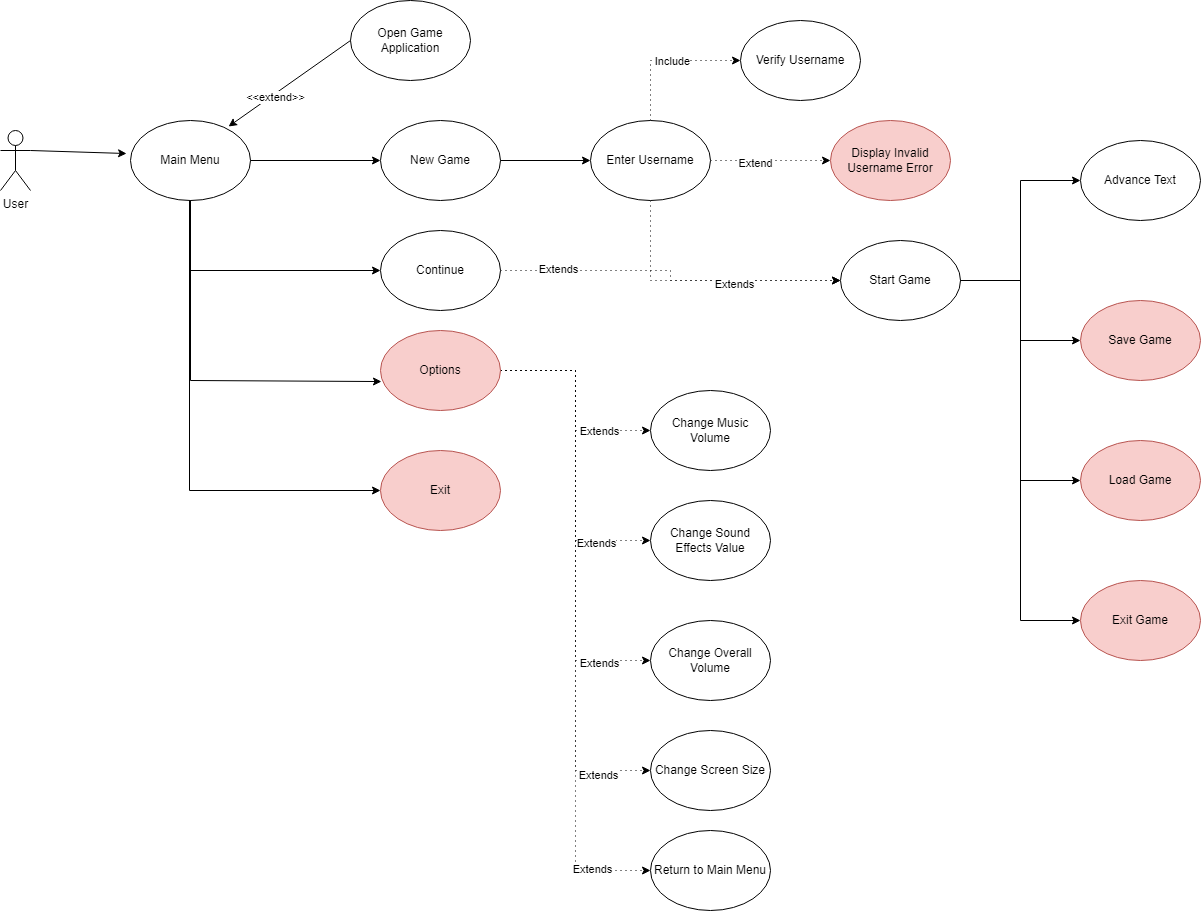 Open Game
Application
<<extend>>
User
Main Menu
New Game
Enter Username
Include
Verify Username
Extend
Display Invalid
Username Error
Advance Text
Continue
Extends
Extends
Start Game
Save Game
Options
Exit
Extends
Change Music
Volume
Load Game
Extends
Change Sound
Effects Value
Exit Game
Extends
Change Overall
Volume
Extends
Change Screen Size
Extends
Return to Main Menu